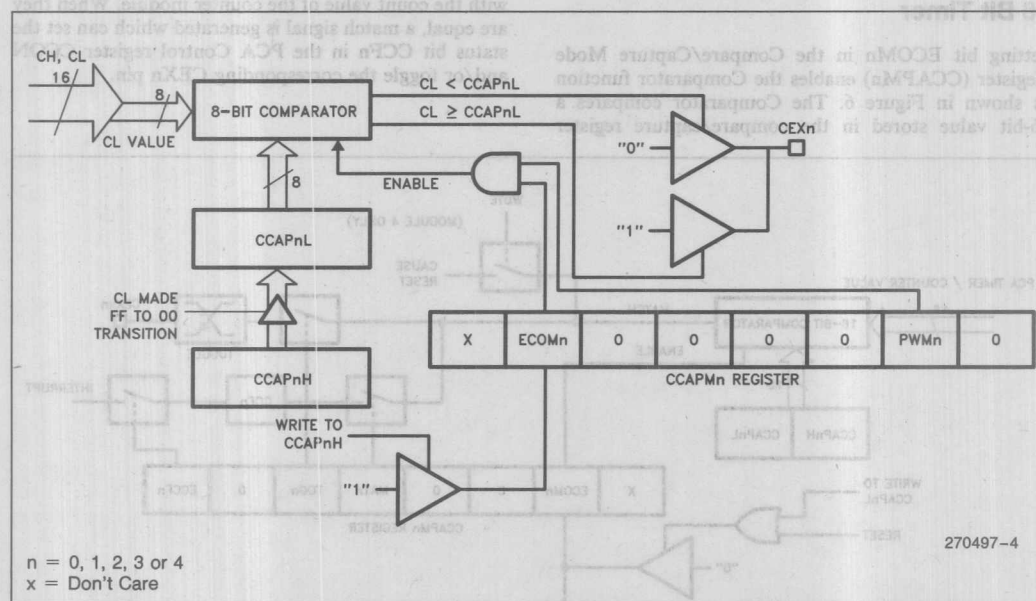 CH, CL
16
8
CL VALUE
8-BIT COMPARATOR
CL < CCAPnL
CL ≥ CCAPnL
CEXn
"0"
ENABLE
8
"1"
CCAPnL
CL MADE
FF TO 00
TRANSITION
X ECOMn 0 0 0 0 PWMn 0
CCAPMn REGISTER
CCAPnH
WRITE TO
CCAPnH
"1"
270497-4
n = 0, 1, 2, 3 or 4
x = Don't Care